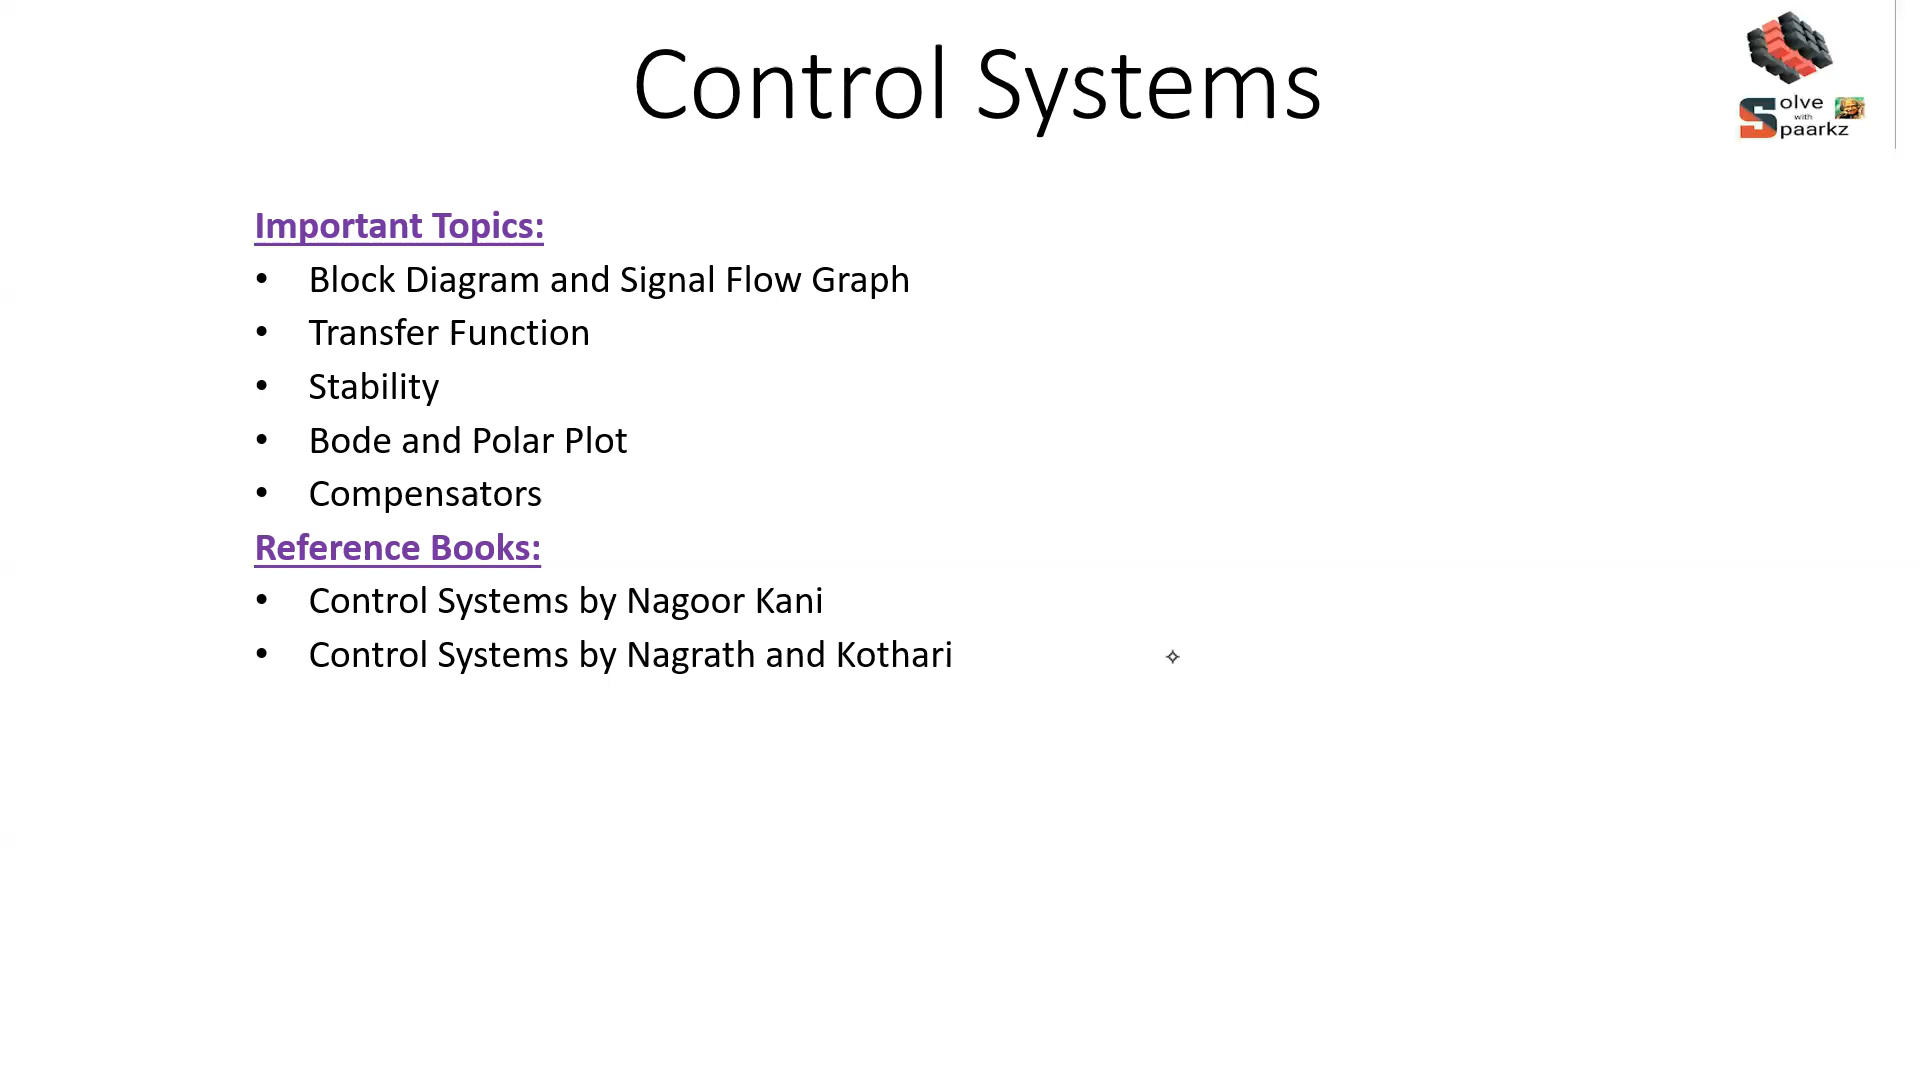 Control Systems
Solve
with
Spaarkz
Important Topics:
• Block Diagram and Signal Flow Graph
• Transfer Function
• Stability
• Bode and Polar Plot
• Compensators
Reference Books:
• Control Systems by Nagoor Kani
• Control Systems by Nagrath and Kothari